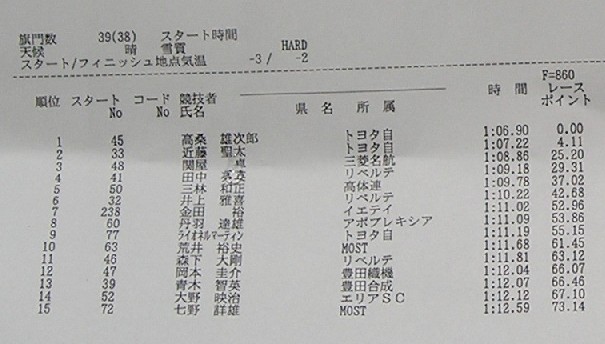 旗門数 39(38) スタート時間
天候 晴 雪質 HARD
スタート/フィニッシュ地点気温 -3 / -2
F=860
順位 スタート コード 競技者 県名 所属 時間 レース
No No 氏名 ポイント
1 45 高桑 雄次郎 トヨタ自 1:06.90 0.00
2 33 近藤 聖太 トヨタ自 1:07.22 4.11
3 48 関屋 卓 三菱名航 1:08.86 25.20
4 41 田中 リベルテ 1:09.18 29.31
5 50 三林 和正 高体連 1:09.78 37.02
6 32 井上 雅喜 リベルテ 1:10.22 42.68
7 238 金田 裕 イエテイ 1:11.02 52.96
8 60 丹羽 達雄 アポプレキシア 1:11.09 53.86
9 77 ライオネルマーティン トヨタ自 1:11.19 55.15
10 63 荒井 裕史 MOST 1:11.68 61.45
11 46 森下 大剛 リベルテ 1:11.81 63.12
12 47 岡本 圭介 豊田織機 1:12.04 66.07
13 39 青木 智英 豊田合成 1:12.07 66.46
14 52 大野 映治 エリアSC 1:12.12 67.10
15 72 七野 詳雄 MOST 1:12.59 73.14